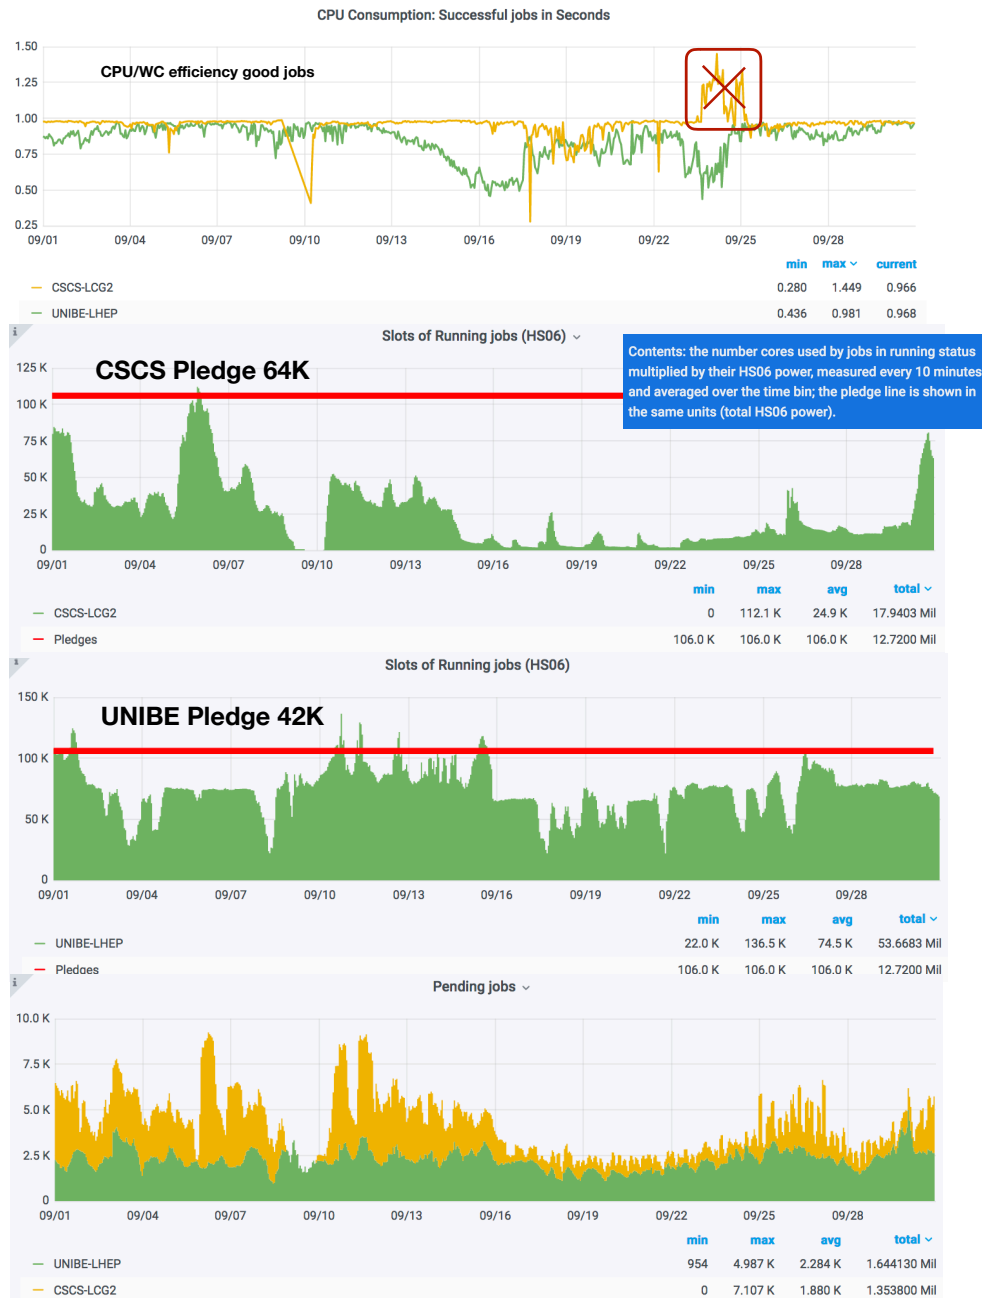 CPU Consumption: Successful jobs in Seconds
1.50
CPU/WC efficiency good jobs
1.25
1.00
0.75
0.50
0.25
09/01 09/04 09/07 09/10 09/13 09/16 09/19 09/22 09/25 09/28
min max current
CSCS-LCG2 0.280 1.449 0.966
UNIBE-LHEP 0.436 0.981 0.968
i
Slots of Running jobs (HS06)
Contents: the number cores used by jobs in running status
multiplied by their HS06 power, measured every 10 minutes
and averaged over the time bin; the pledge line is shown in
the same units (total HS06 power).
125 K
CSCS Pledge 64K
100 K
75 K
50 K
25 K
0
09/01 09/04 09/07 09/10 09/13 09/16 09/19 09/22 09/25 09/28
min max avg total
CSCS-LCG2 0 112.1 K 24.9 K 17.9403 Mil
Pledges 106.0 K 106.0 K 106.0 K 12.7200 Mil
i
Slots of Running jobs (HS06)
150 K
UNIBE Pledge 42K
100 K
50 K
0
09/01 09/04 09/07 09/10 09/13 09/16 09/19 09/22 09/25 09/28
min max avg total
UNIBE-LHEP 22.0 K 136.5 K 74.5 K 53.6683 Mil
Pledges 106.0 K 106.0 K 106.0 K 12.7200 Mil
i
Pending jobs
10.0 K
7.5 K
5.0 K
2.5 K
0
09/01 09/04 09/07 09/10 09/13 09/16 09/19 09/22 09/25 09/28
min max avg total
UNIBE-LHEP 954 4.987 K 2.284 K 1.644130 Mil
CSCS-LCG2 0 7.107 K 1.880 K 1.353800 Mil